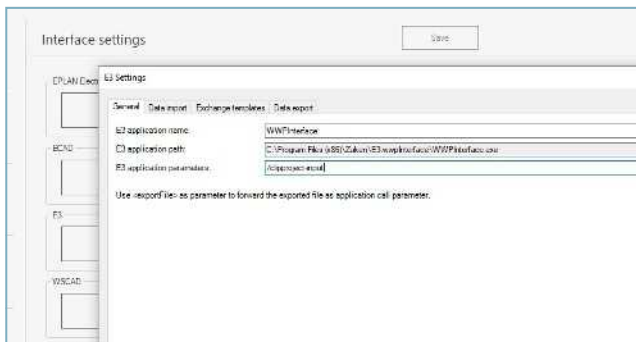 Interface settings
Save
EPLAN Elect
E3 Settings
General Data import Exchange templates Data export
E3 application name:
WWPInterface
ECAD
E3 application path:
C:\Program Files (x86)\Zuken\E3.wwpInterface\WWPInterface.exe
E3 application parameters:
/clipproject-input
Use <exportFile> as parameter to forward the exported file as application call parameter.
E3
WSCAD